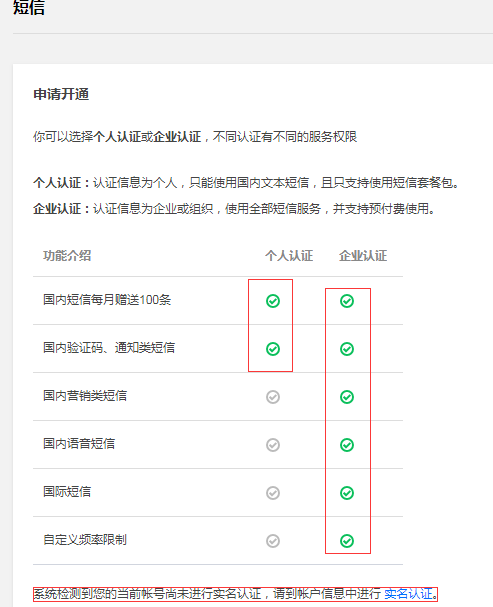 短信
申请开通
你可以选择个人认证或企业认证，不同认证有不同的服务权限
个人认证：认证信息为个人，只能使用国内文本短信，且只支持使用短信套餐包。
企业认证：认证信息为企业或组织，使用全部短信服务，并支持预付费使用。
功能介绍 个人认证 企业认证
国内短信每月赠送100条
国内验证码、通知类短信
国内营销类短信
国内语音短信
国际短信
自定义频率限制
系统检测到您的当前帐号尚未进行实名认证，请到帐户信息中进行 实名认证。